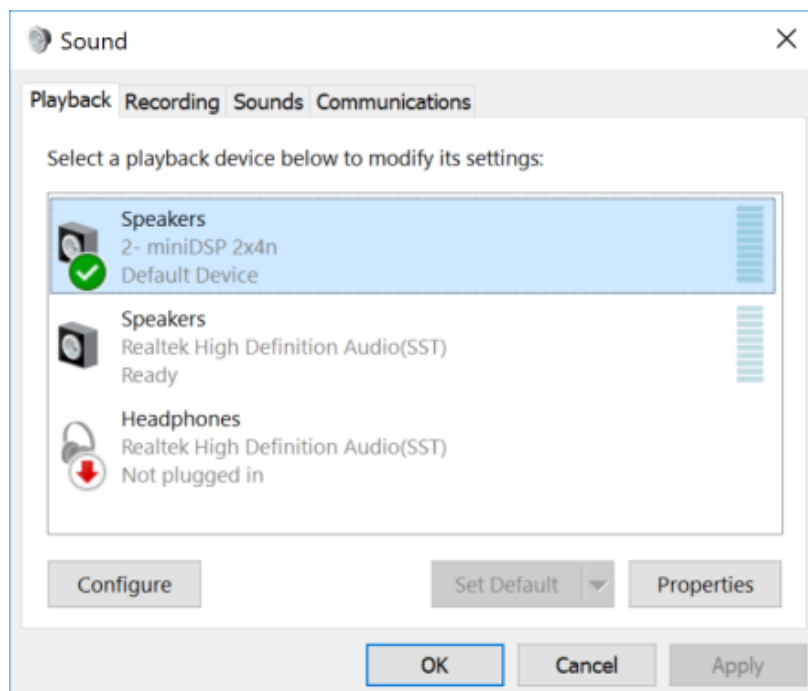 Sound
Playback Recording Sounds Communications
Select a playback device below to modify its settings:
Speakers
2- miniDSP 2x4n
Default Device
Speakers
Realtek High Definition Audio(SST)
Ready
Headphones
Realtek High Definition Audio(SST)
Not plugged in
Configure Set Default Properties
OK Cancel Apply